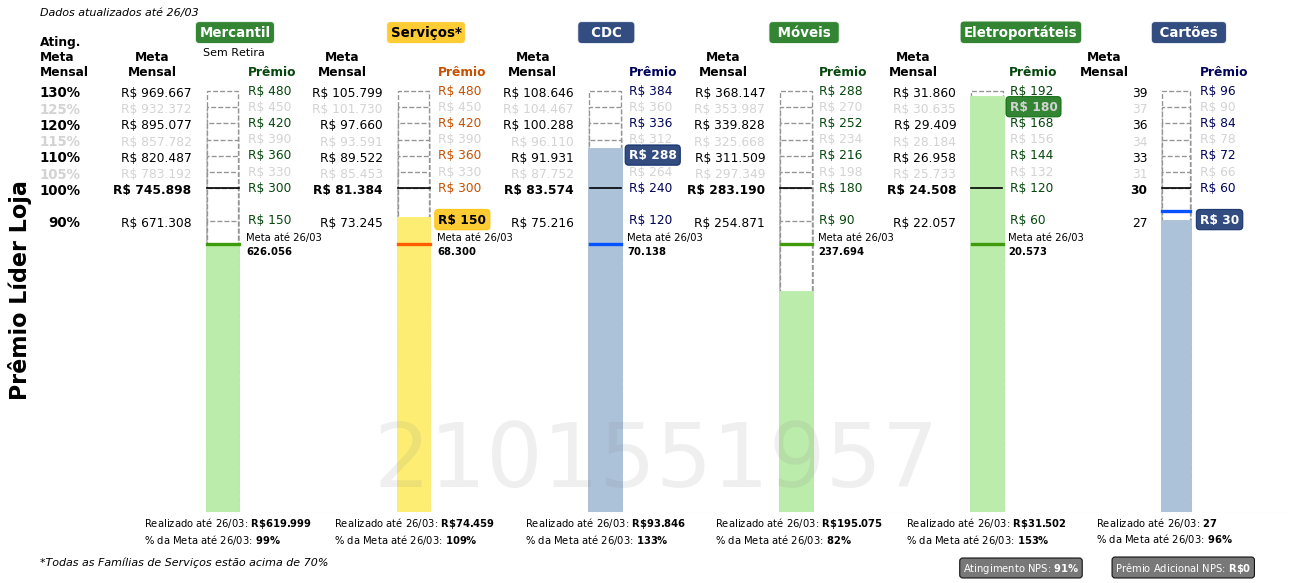 Dados atualizados até 26/03
Mercantil Serviços* CDC Móveis Eletroportáteis Cartões
Sem Retira
Ating. Meta Mensal Meta Mensal Prêmio Meta Mensal Prêmio Meta Mensal Prêmio Meta Mensal Prêmio Meta Mensal Prêmio Meta Mensal Prêmio
130% R$ 969.667 R$ 480 R$ 105.799 R$ 480 R$ 108.646 R$ 384 R$ 368.147 R$ 288 R$ 31.860 R$ 192 39 R$ 96
125% R$ 932.372 R$ 450 R$ 101.730 R$ 450 R$ 104.467 R$ 360 R$ 353.987 R$ 270 R$ 30.635 R$ 180 37 R$ 90
120% R$ 895.077 R$ 420 R$ 97.660 R$ 420 R$ 100.288 R$ 336 R$ 339.828 R$ 252 R$ 29.409 R$ 168 36 R$ 84
115% R$ 857.782 R$ 390 R$ 93.591 R$ 390 R$ 96.110 R$ 312 R$ 325.668 R$ 234 R$ 28.184 R$ 156 34 R$ 78
110% R$ 820.487 R$ 360 R$ 89.522 R$ 360 R$ 91.931 R$ 288 R$ 311.509 R$ 216 R$ 26.958 R$ 144 33 R$ 72
105% R$ 783.192 R$ 330 R$ 85.453 R$ 330 R$ 87.752 R$ 264 R$ 297.349 R$ 198 R$ 25.733 R$ 132 31 R$ 66
100% R$ 745.898 R$ 300 R$ 81.384 R$ 300 R$ 83.574 R$ 240 R$ 283.190 R$ 180 R$ 24.508 R$ 120 30 R$ 60
90% R$ 671.308 R$ 150 R$ 73.245 R$ 150 R$ 75.216 R$ 120 R$ 254.871 R$ 90 R$ 22.057 R$ 60 27 R$ 30
Meta até 26/03 Meta até 26/03 Meta até 26/03 Meta até 26/03 Meta até 26/03
626.056 68.300 70.138 237.694 20.573
Prêmio Líder Loja
2101551957
Realizado até 26/03: R$619.999 Realizado até 26/03: R$74.459 Realizado até 26/03: R$93.846 Realizado até 26/03: R$195.075 Realizado até 26/03: R$31.502 Realizado até 26/03: 27
% da Meta até 26/03: 99% % da Meta até 26/03: 109% % da Meta até 26/03: 133% % da Meta até 26/03: 82% % da Meta até 26/03: 153% % da Meta até 26/03: 96%
*Todas as Famílias de Serviços estão acima de 70%
Atingimento NPS: 91% Prêmio Adicional NPS: R$0